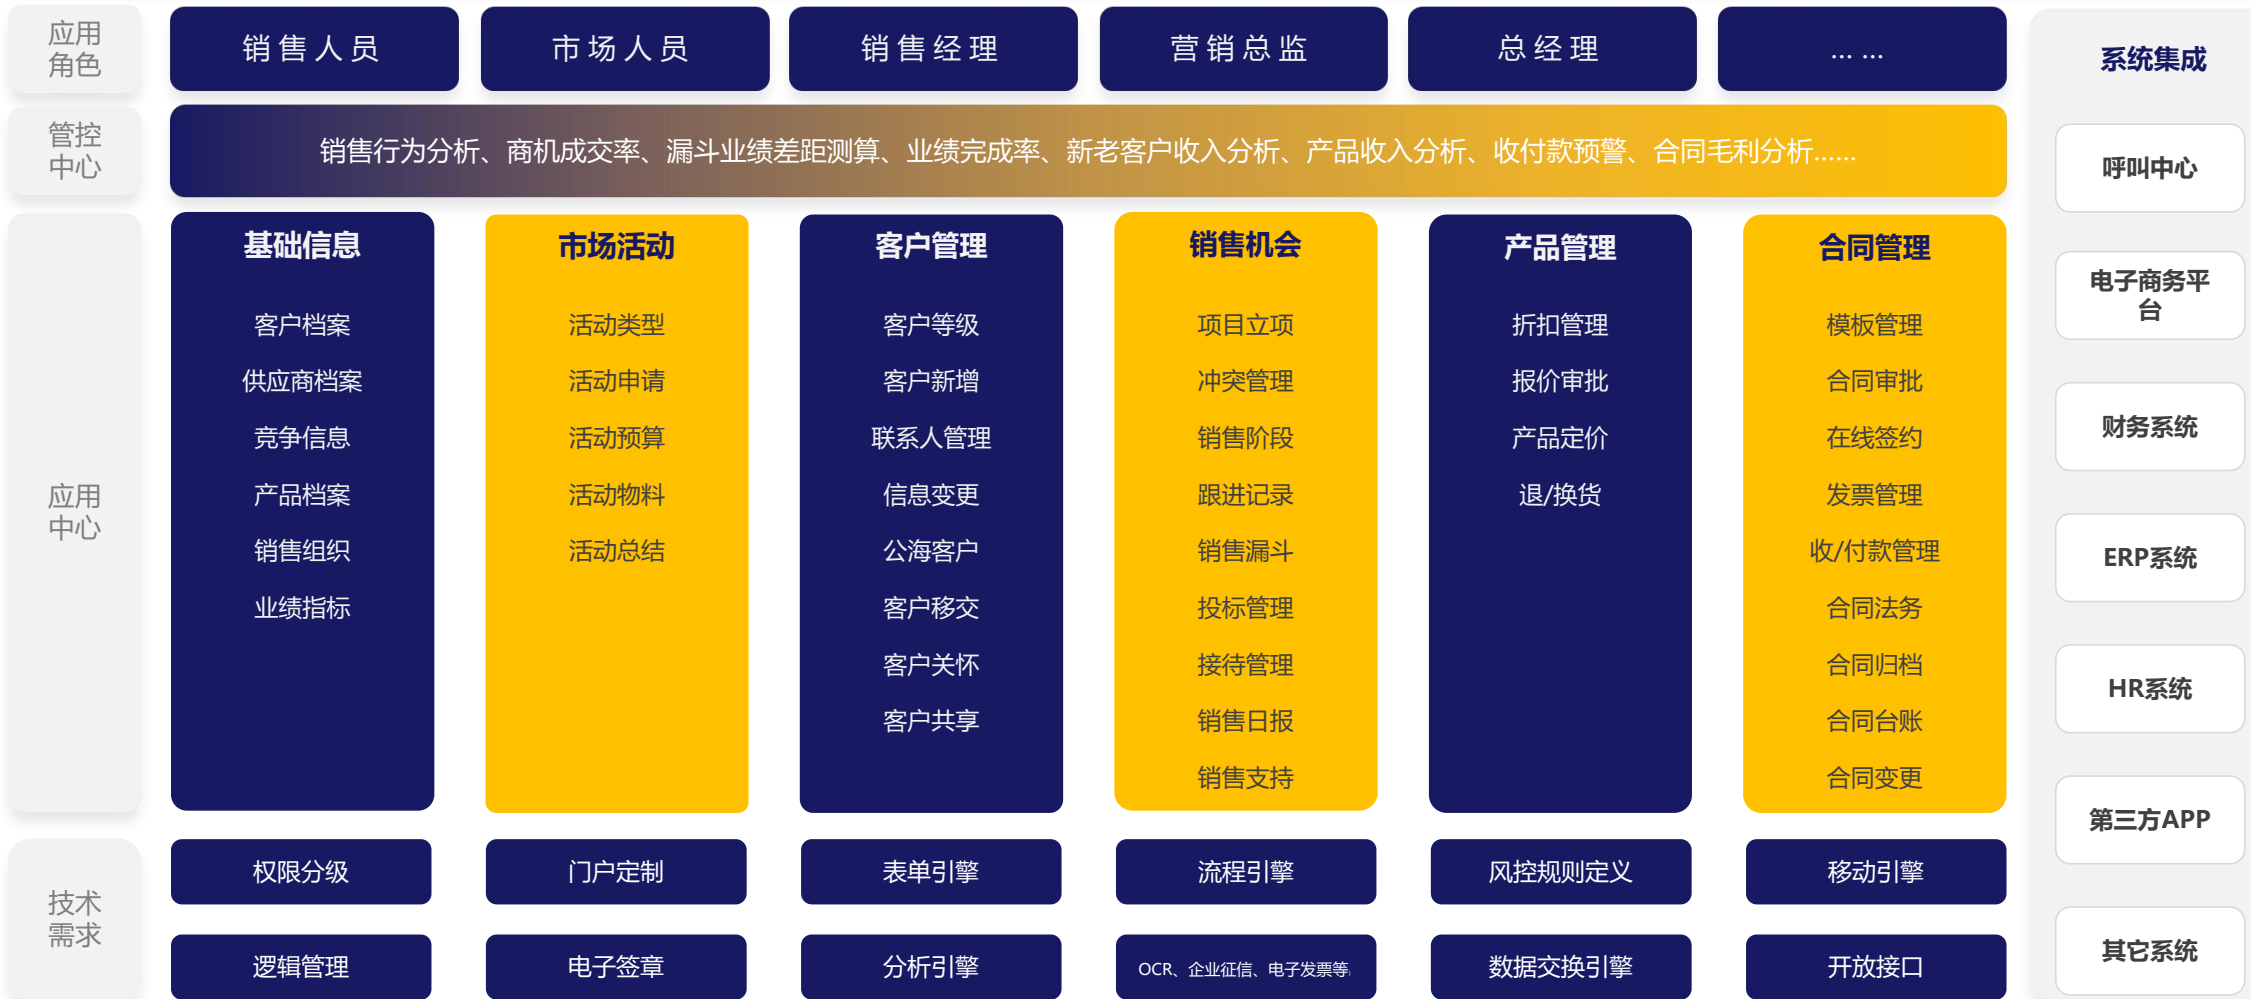 应用
角色
销售人员
市场人员
销售经理
营销总监
总经理
... ...
系统集成
管控
中心
销售行为分析、商机成交率、漏斗业绩差距测算、业绩完成率、新老客户收入分析、产品收入分析、收付款预警、合同毛利分析......
应用
中心
基础信息
客户档案
供应商档案
竞争信息
产品档案
销售组织
业绩指标
市场活动
活动类型
活动申请
活动预算
活动物料
活动总结
客户管理
客户等级
客户新增
联系人管理
信息变更
公海客户
客户移交
客户关怀
客户共享
销售机会
项目立项
冲突管理
销售阶段
跟进记录
销售漏斗
投标管理
接待管理
销售日报
销售支持
产品管理
折扣管理
报价审批
产品定价
退/换货
合同管理
模板管理
合同审批
在线签约
发票管理
收/付款管理
合同法务
合同归档
合同台账
合同变更
技术
需求
权限分级
门户定制
表单引擎
流程引擎
风控规则定义
移动引擎
逻辑管理
电子签章
分析引擎
OCR、企业征信、电子发票等
数据交换引擎
开放接口
呼叫中心
电子商务平
台
财务系统
ERP系统
HR系统
第三方APP
其它系统